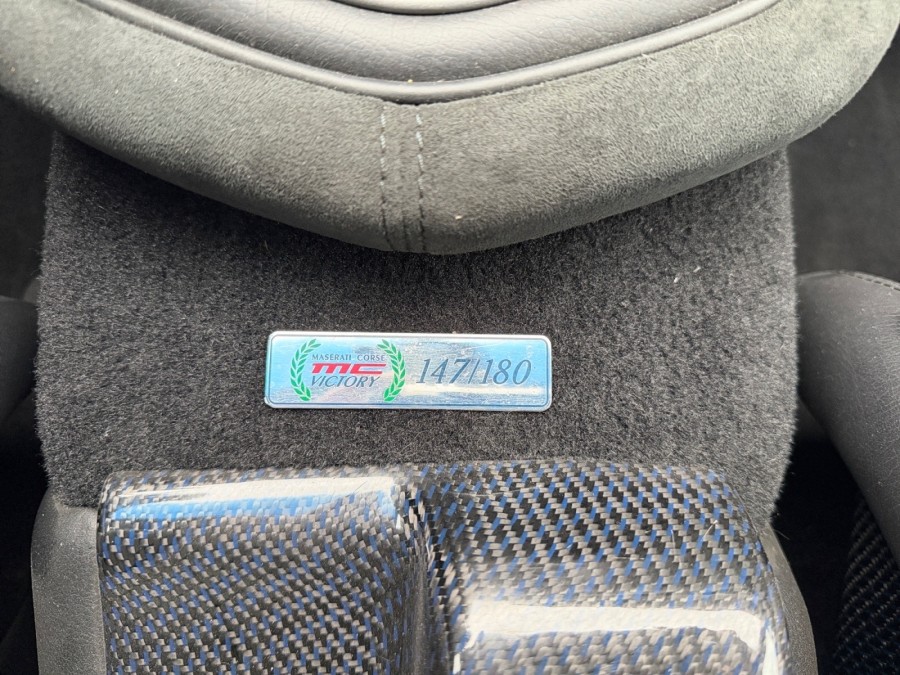 MASERATI CORSE
MC
VICTORY
147/180